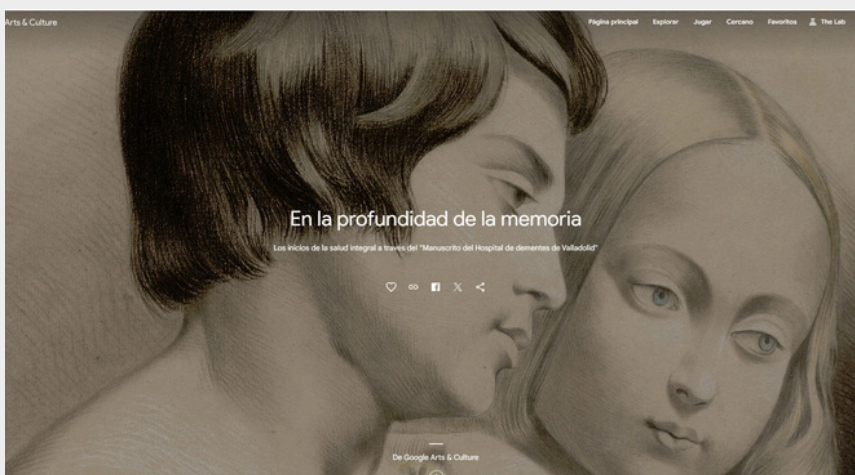 Arts & Culture
Página principal Explorar Jugar Cercano Favoritos The Lab
En la profundidad de la memoria
Los inicios de la salud integral a través del "Manuscrito del Hospital de dementes de Valladolid"
De Google Arts & Culture